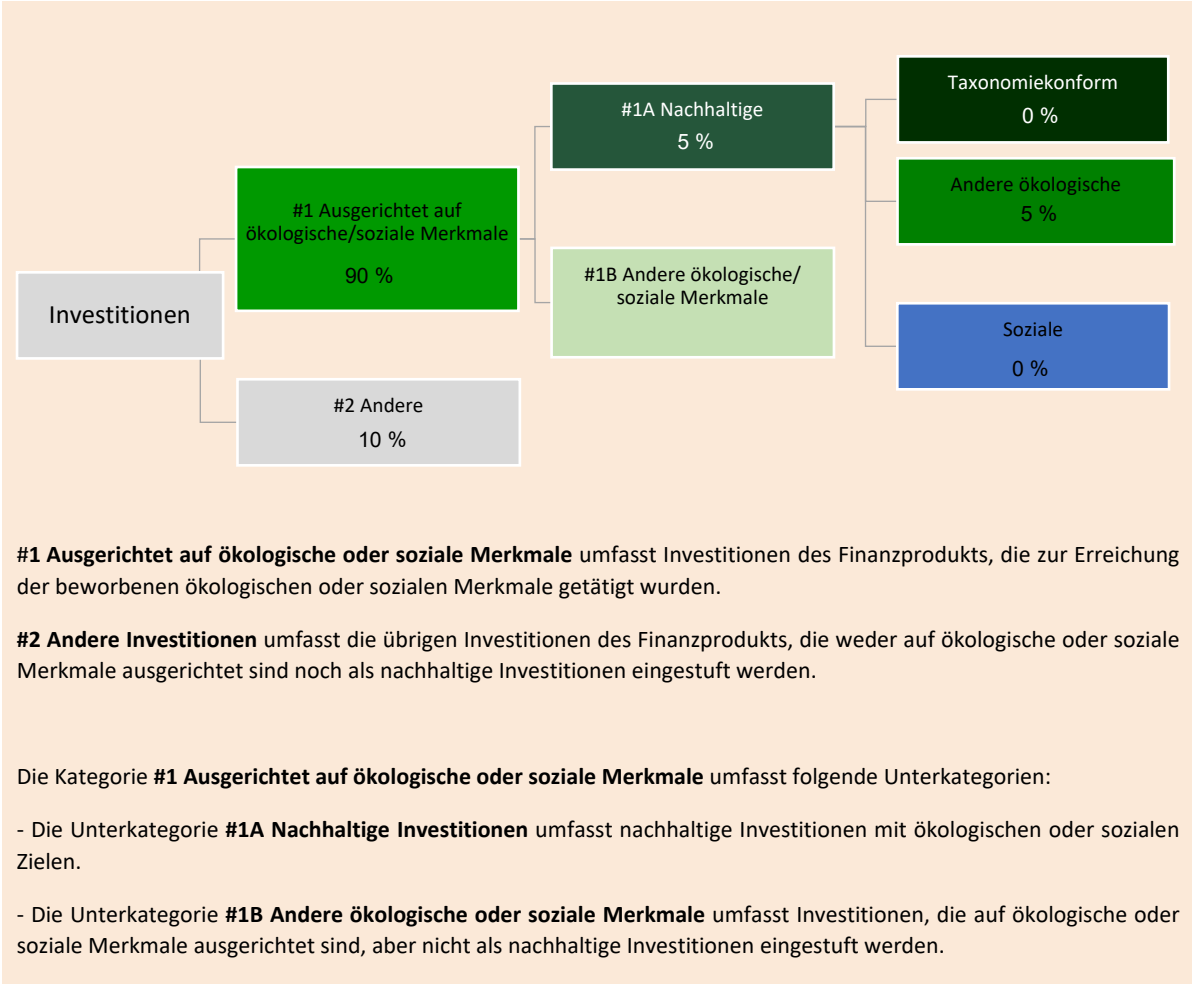 Taxonomiekonform
0 %
#1A Nachhaltige
5 %
Andere ökologische
5 %
#1 Ausgerichtet auf
ökologische/soziale Merkmale
90 %
#1B Andere ökologische/
soziale Merkmale
Investitionen
Soziale
0 %
#2 Andere
10 %
#1 Ausgerichtet auf ökologische oder soziale Merkmale umfasst Investitionen des Finanzprodukts, die zur Erreichung
der beworbenen ökologischen oder sozialen Merkmale getätigt wurden.
#2 Andere Investitionen umfasst die übrigen Investitionen des Finanzprodukts, die weder auf ökologische oder soziale
Merkmale ausgerichtet sind noch als nachhaltige Investitionen eingestuft werden.
Die Kategorie #1 Ausgerichtet auf ökologische oder soziale Merkmale umfasst folgende Unterkategorien:
- Die Unterkategorie #1A Nachhaltige Investitionen umfasst nachhaltige Investitionen mit ökologischen oder sozialen
Zielen.
- Die Unterkategorie #1B Andere ökologische oder soziale Merkmale umfasst Investitionen, die auf ökologische oder
soziale Merkmale ausgerichtet sind, aber nicht als nachhaltige Investitionen eingestuft werden.